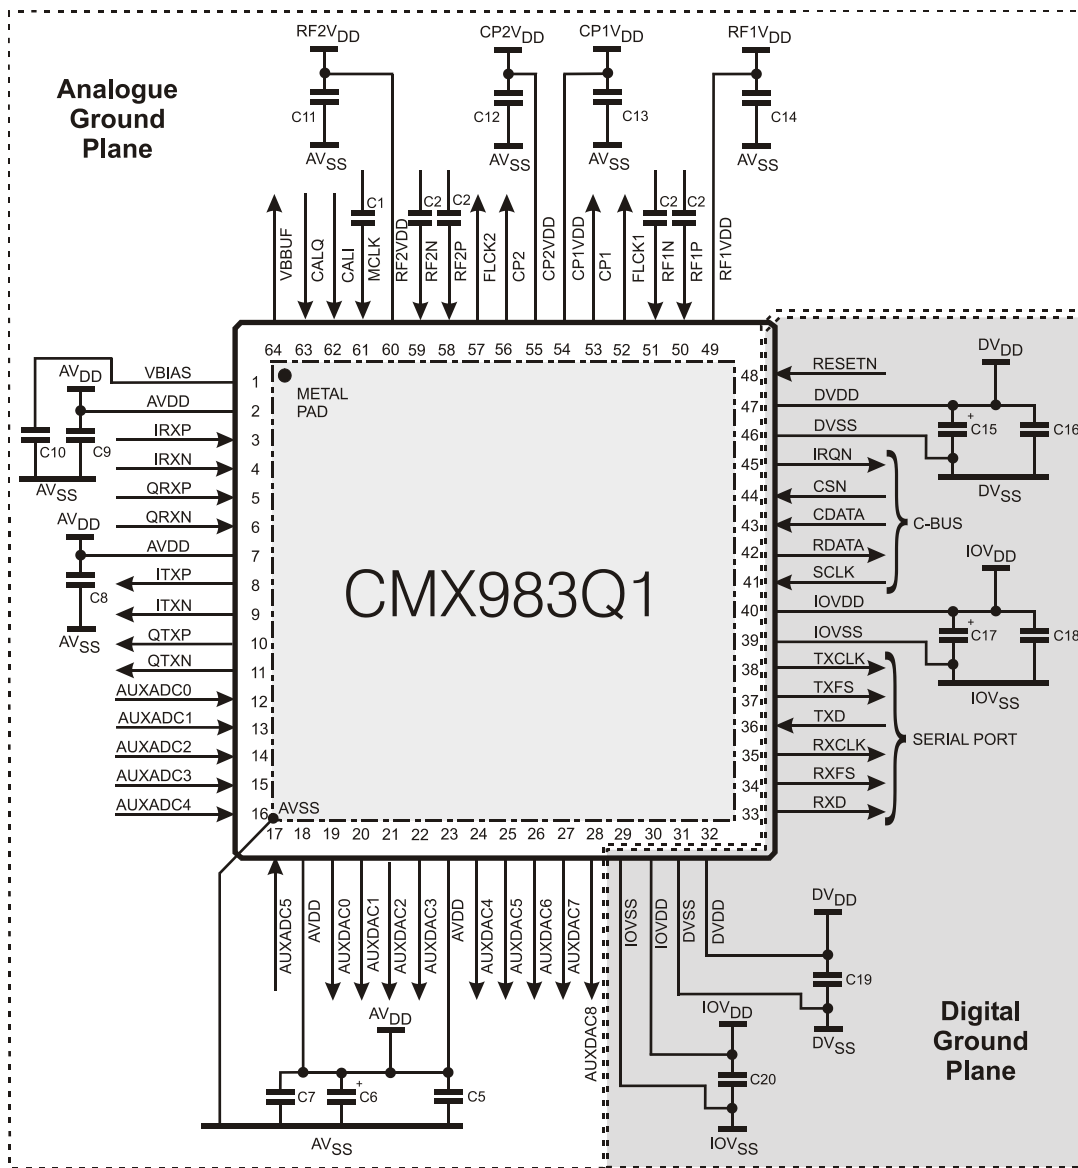 Analogue
Ground
Plane
RF2VDD
C11
AVSS
CP2VDD
C12
AVSS
CP1VDD
C13
AVSS
RF1VDD
C14
AVSS
VBBUF
CALQ
CALI
C1
MCLK
RF2VDD
C2
RF2N
C2
RF2P
FLCK2
CP2
CP2VDD
CP1VDD
CP1
FLCK1
C2
RF1N
C2
RF1P
RF1VDD
64 63 62 61 60 59 58 57 56 55 54 53 52 51 50 49
METAL
PAD
CMX983Q1
AVSS
VBIAS 1
AVDD
AVDD 2
C10
C9
AVSS
IRXP 3
IRXN 4
QRXP 5
QRXN 6
AVDD
AVDD 7
C8
AVSS
ITXP 8
ITXN 9
QTXP 10
QTXN 11
AUXADC0 12
AUXADC1 13
AUXADC2 14
AUXADC3 15
AUXADC4 16
48 RESETN
47 DVDD
46 DVSS
DVDD
+
C15
C16
DVSS
45 IRQN
44 CSN
43 CDATA
42 RDATA
41 SCLK
C-BUS
40 IOVDD
39 IOVSS
IOVDD
+
C17
C18
IOVSS
38 TXCLK
37 TXFS
36 TXD
35 RXCLK
34 RXFS
33 RXD
SERIAL PORT
17 18 19 20 21 22 23 24 25 26 27 28 29 30 31 32
AUXADC5
AVDD
AUXDAC0
AUXDAC1
AUXDAC2
AUXDAC3
AVDD
AUXDAC4
AUXDAC5
AUXDAC6
AUXDAC7
AUXDAC8
IOVSS
IOVDD
DVSS
DVDD
AVDD
C7
+
C6
C5
AVSS
DVDD
C19
DVSS
IOVDD
C20
IOVSS
Digital
Ground
Plane